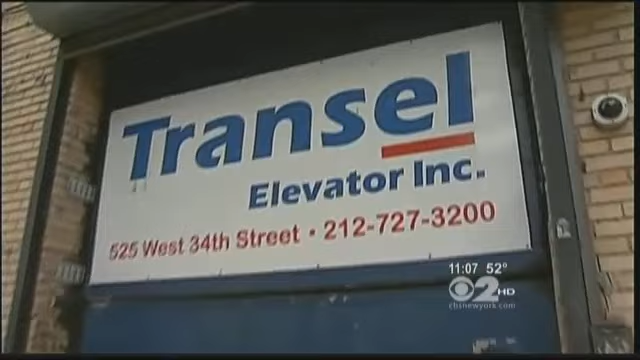 Transel
Elevator Inc.
525 West 34th Street • 212-727-3200
11:07 52°
2 HD
cbsnewyork.com